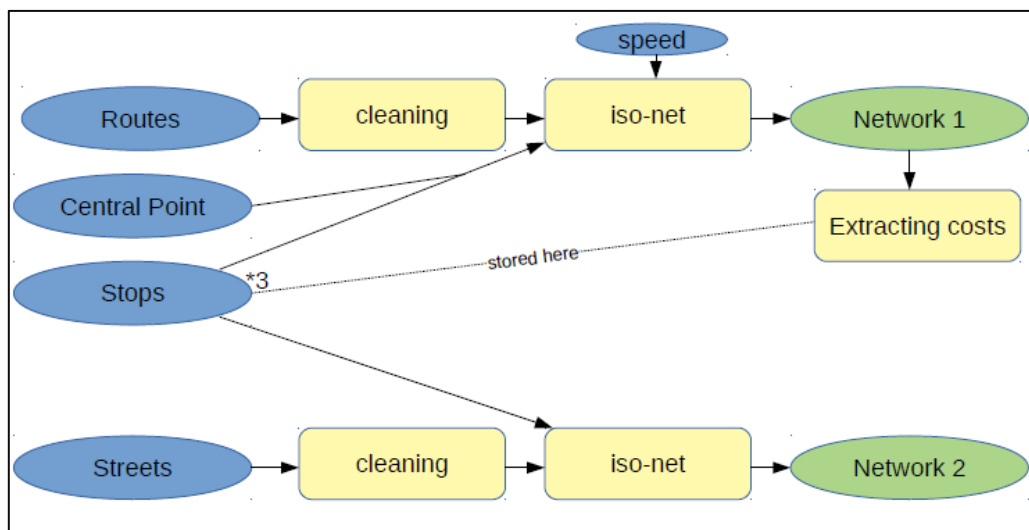 speed
Routes
cleaning
iso-net
Network 1
Central Point
Extracting costs
stored here
Stops
*3
Streets
cleaning
iso-net
Network 2